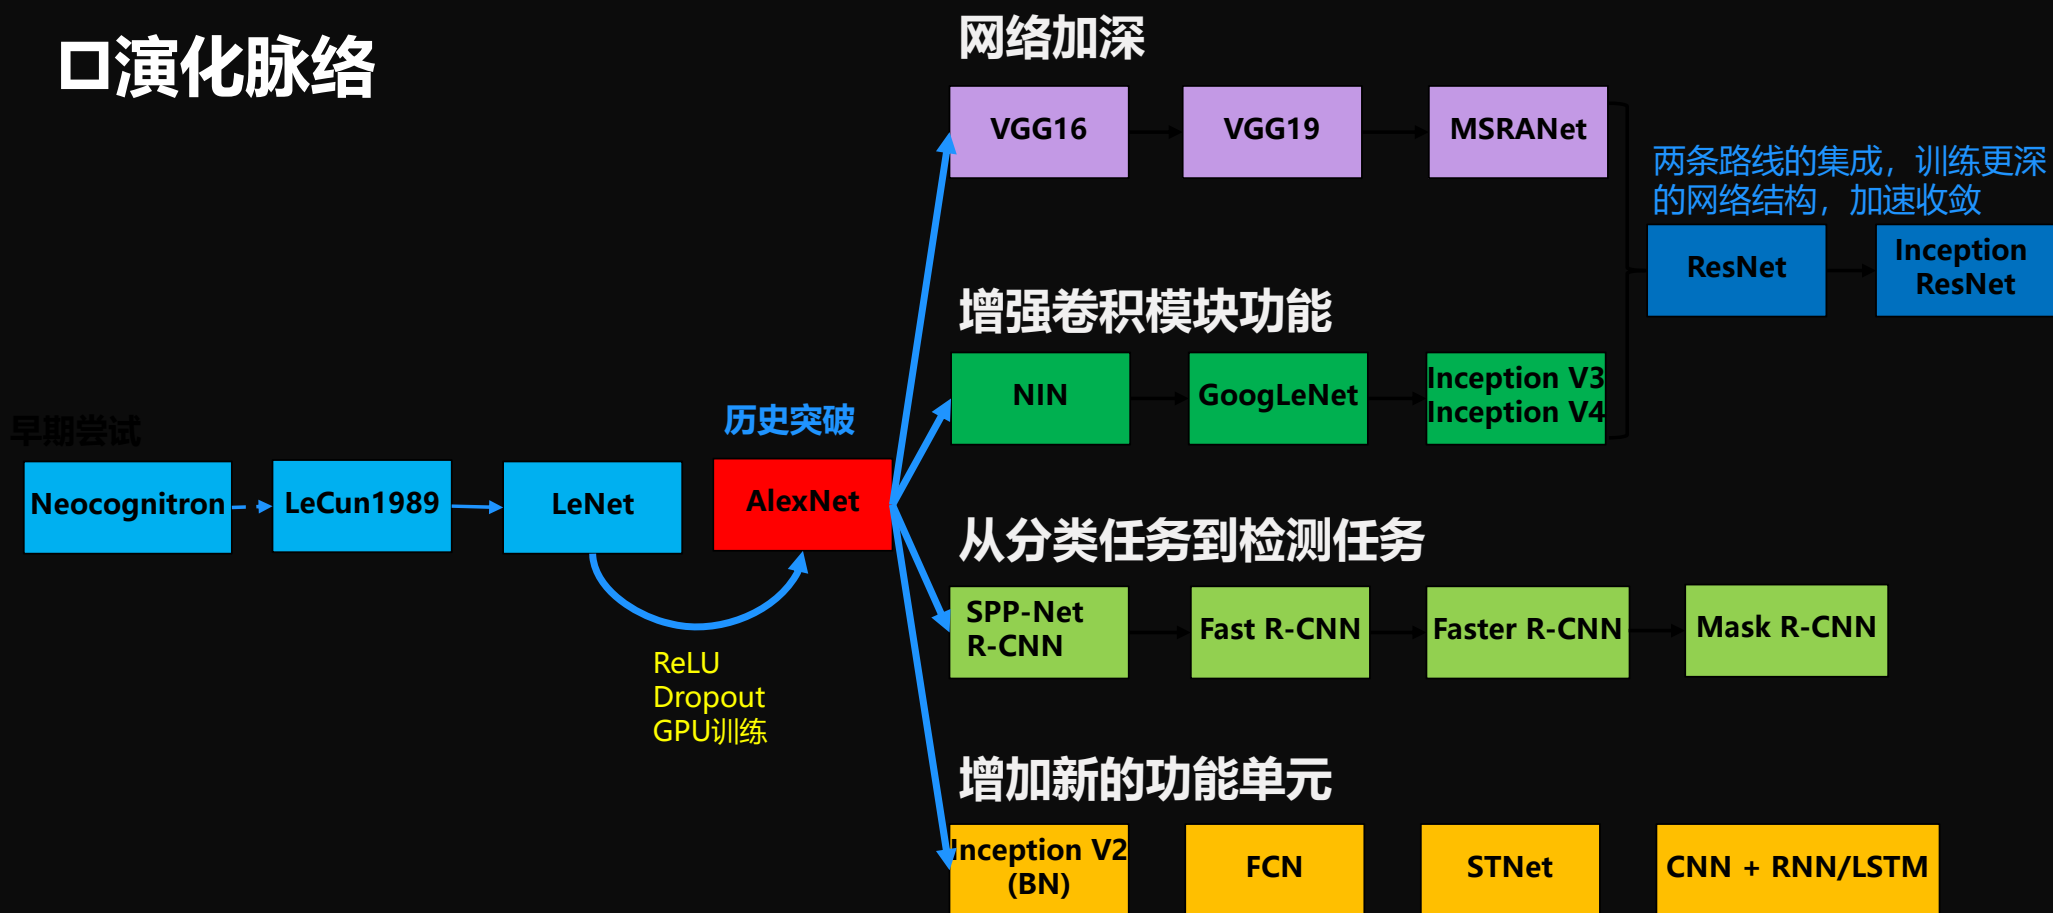 演化脉络
网络加深
VGG16
VGG19
MSRANet
两条路线的集成，训练更深
的网络结构，加速收敛
ResNet
Inception
ResNet
增强卷积模块功能
NIN
GoogLeNet
Inception V3
Inception V4
早期尝试
历史突破
Neocognitron
LeCun1989
LeNet
AlexNet
ReLU
Dropout
GPU训练
从分类任务到检测任务
SPP-Net
R-CNN
Fast R-CNN
Faster R-CNN
Mask R-CNN
增加新的功能单元
Inception V2
(BN)
FCN
STNet
CNN + RNN/LSTM